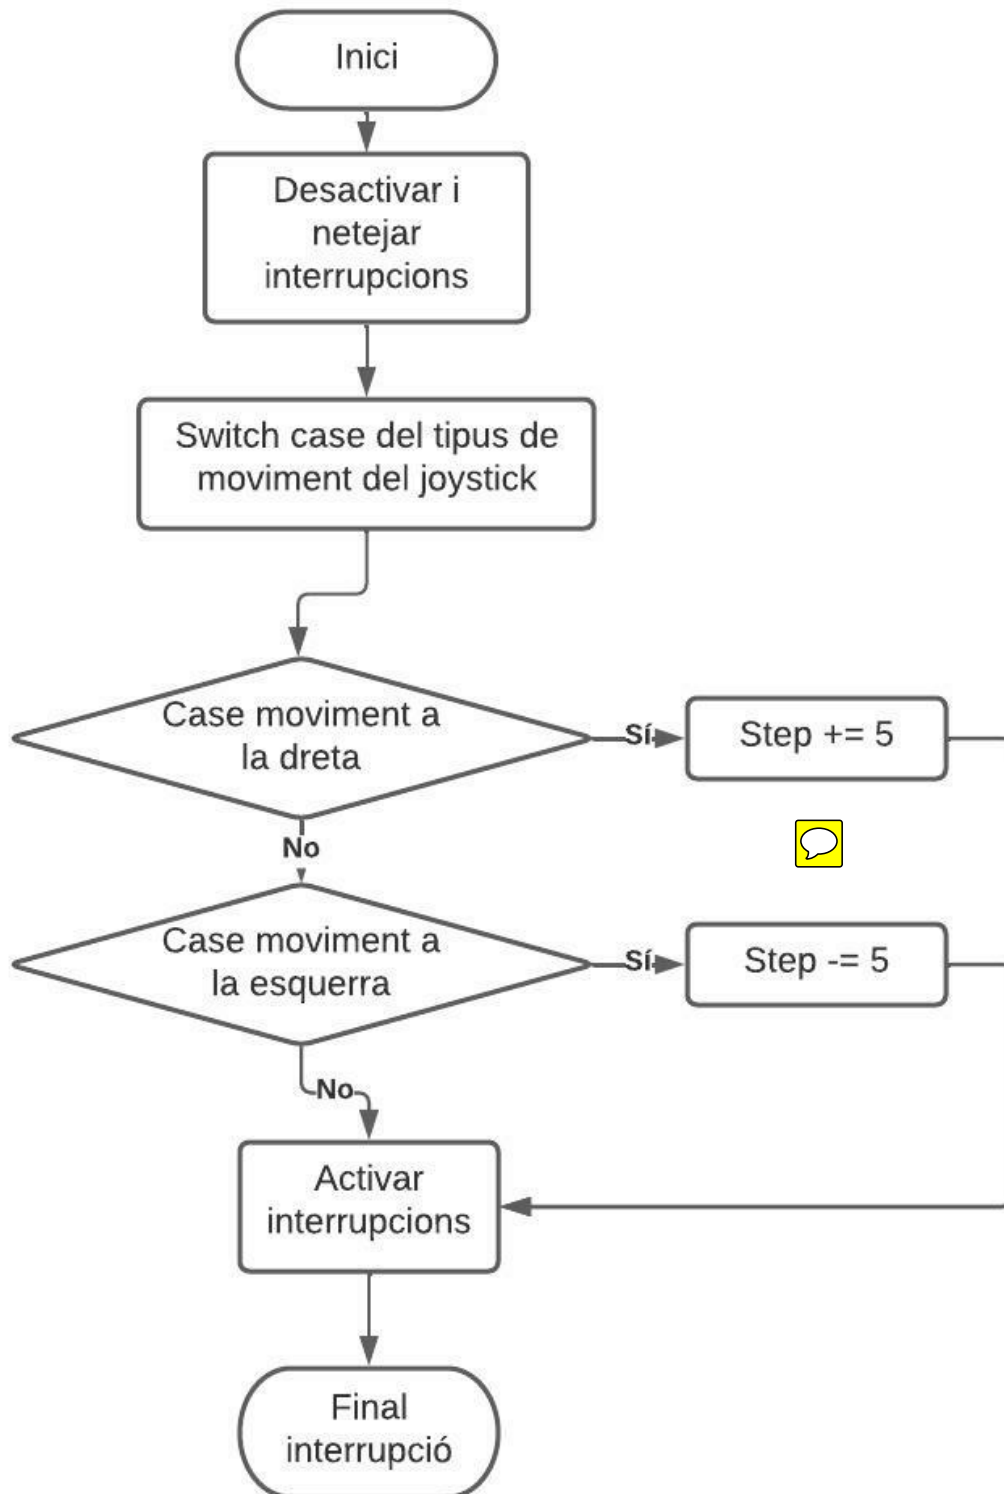 Inici
Desactivar i
netejar
interrupcions
Switch case del tipus de
moviment del joystick
Case moviment a
la dreta
Sí
Step += 5
No
Case moviment a
la esquerra
Sí
Step -= 5
No
Activar
interrupcions
Final
interrupció